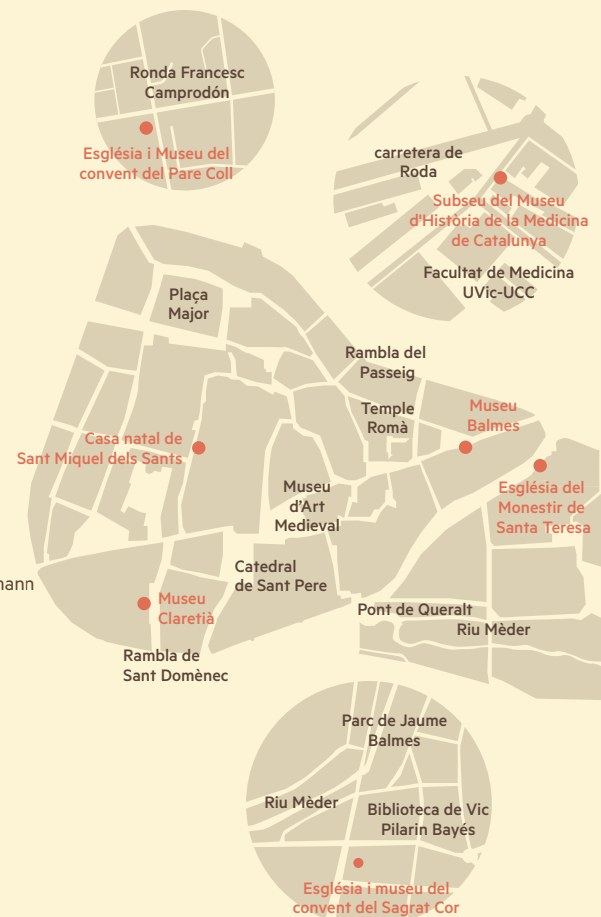 Ronda Francesc
Camprodón
Església i Museu del
convent del Pare Coll
carretera de
Roda
Subseu del Museu
d'Història de la Medicina
de Catalunya
Facultat de Medicina
UVic-UCC
Plaça
Major
Rambla del
Passeig
Temple
Romà
Museu
Balmes
Casa natal de
Sant Miquel dels Sants
Museu
d'Art
Medieval
Església del
Monestir de
Santa Teresa
Catedral
de Sant Pere
mann
Museu
Claretià
Pont de Queralt
Riu Mèder
Rambla de
Sant Domènec
Parc de Jaume
Balmes
Riu Mèder
Biblioteca de Vic
Pilarin Bayés
Església i museu del
convent del Sagrat Cor